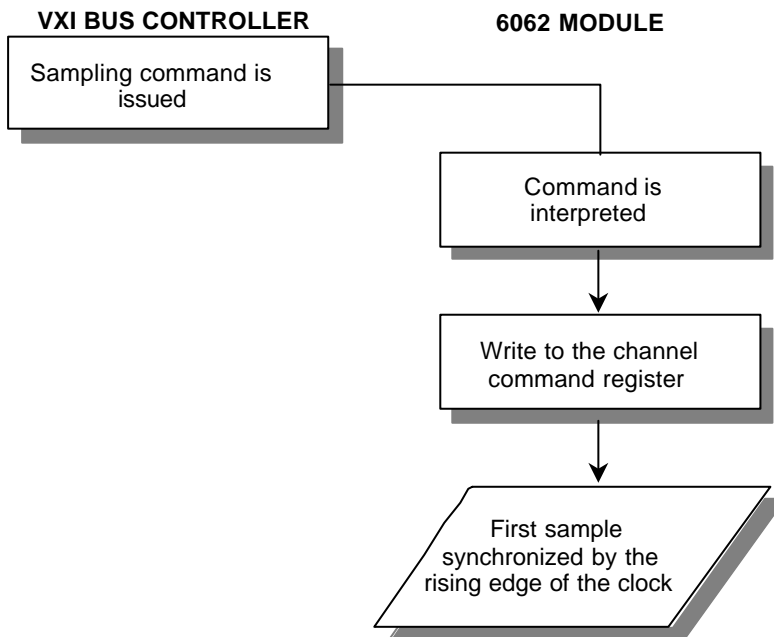 VXI BUS CONTROLLER
6062 MODULE
Sampling command is
issued
Command is
interpreted
Write to the channel
command register
First sample
synchronized by the
rising edge of the clock